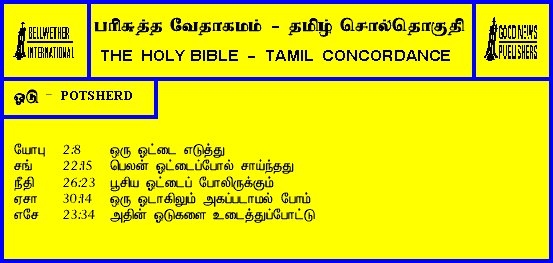 BELLWETHER
INTERNATIONAL
பரிசுத்த வேதாகமம் - தமிழ் சொல்தொகுதி
THE HOLY BIBLE - TAMIL CONCORDANCE
GOOD NEWS
PUBLISHERS
ஓடு - POTSHERD
யோபு 2:8 ஒரு ஓட்டை எடுத்து
சங் 22:15 பெலன் ஓட்டைப்போல் சாய்ந்தது
நீதி 26:23 பூசிய ஓட்டைப் போலிருக்கும்
ஏசா 30:14 ஒரு ஓடாகிலும் அகப்படாமல் போம்
எசே 23:34 அதின் ஓடுகளை உடைத்துப்போட்டு